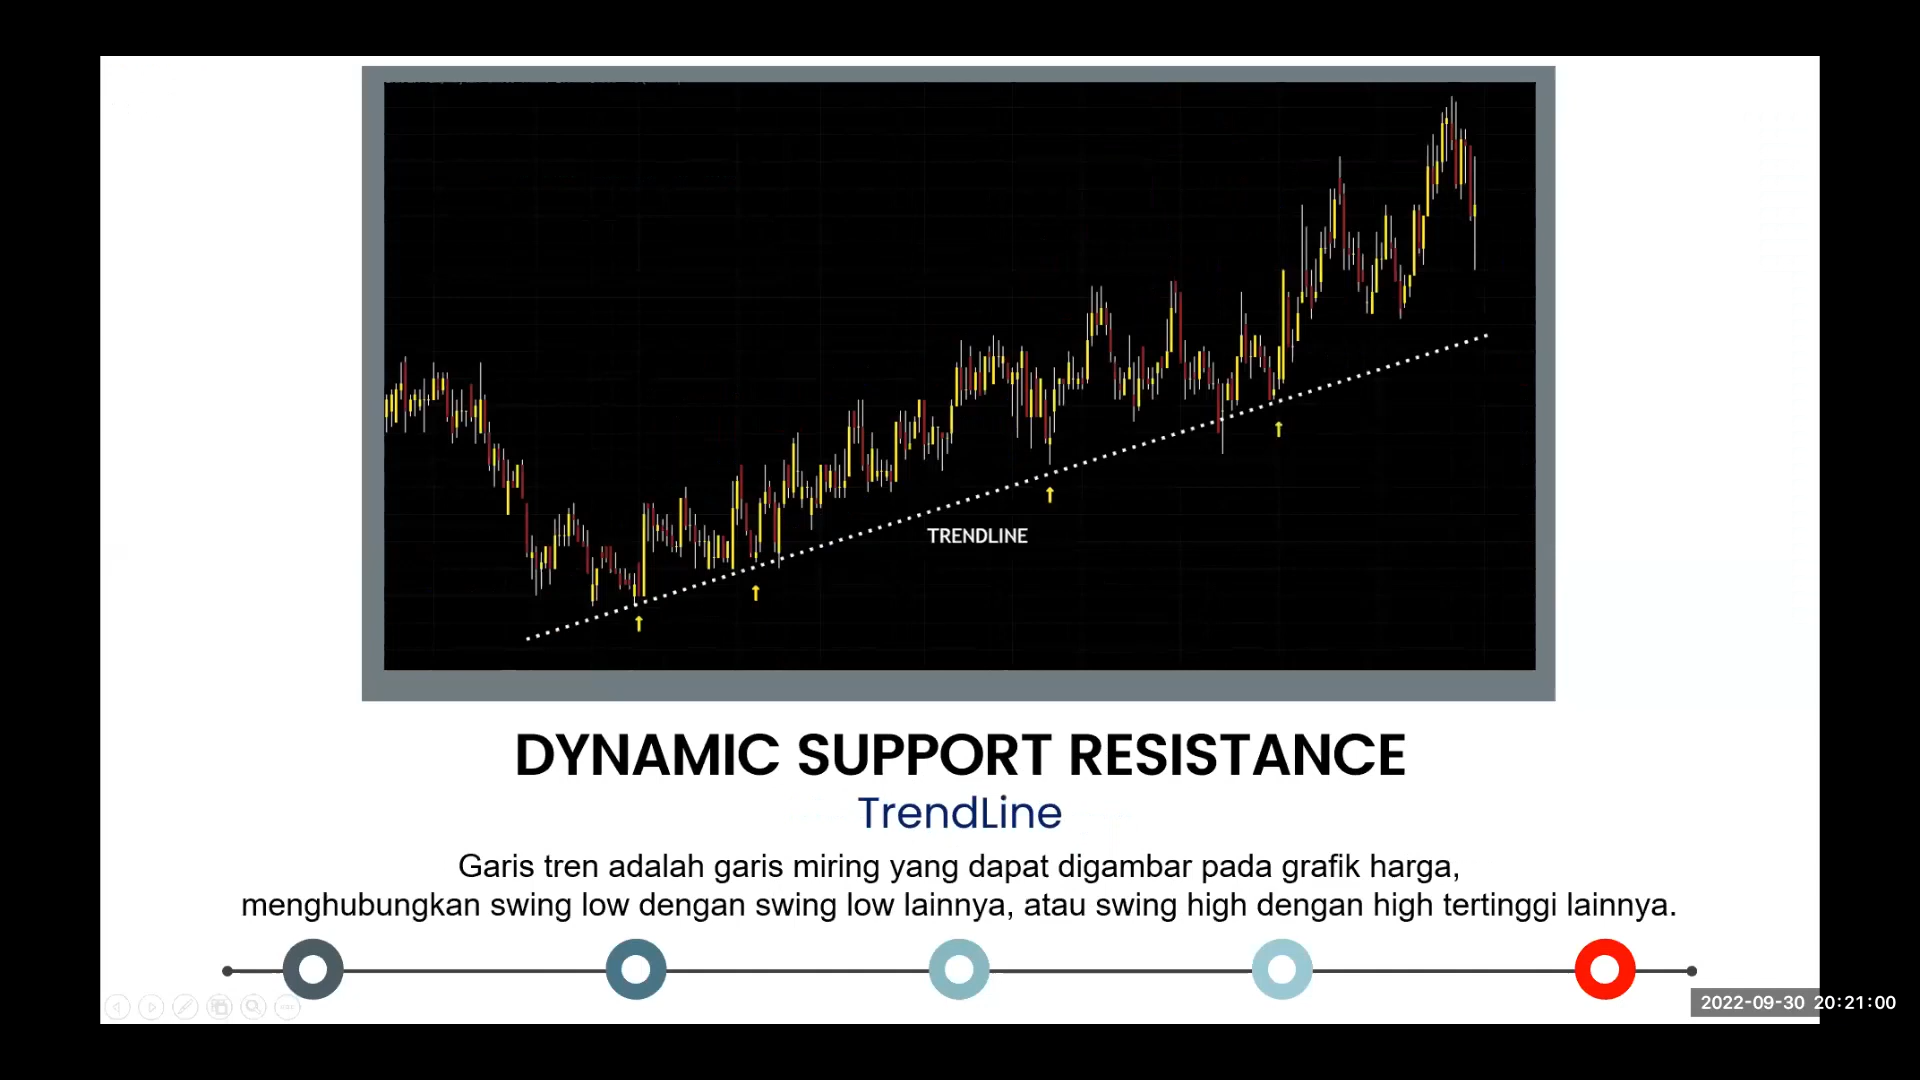 TRENDLINE
DYNAMIC SUPPORT RESISTANCE
TrendLine
Garis tren adalah garis miring yang dapat digambar pada grafik harga,
menghubungkan swing low dengan swing low lainnya, atau swing high dengan high tertinggi lainnya.
2022-09-30 20:21:00